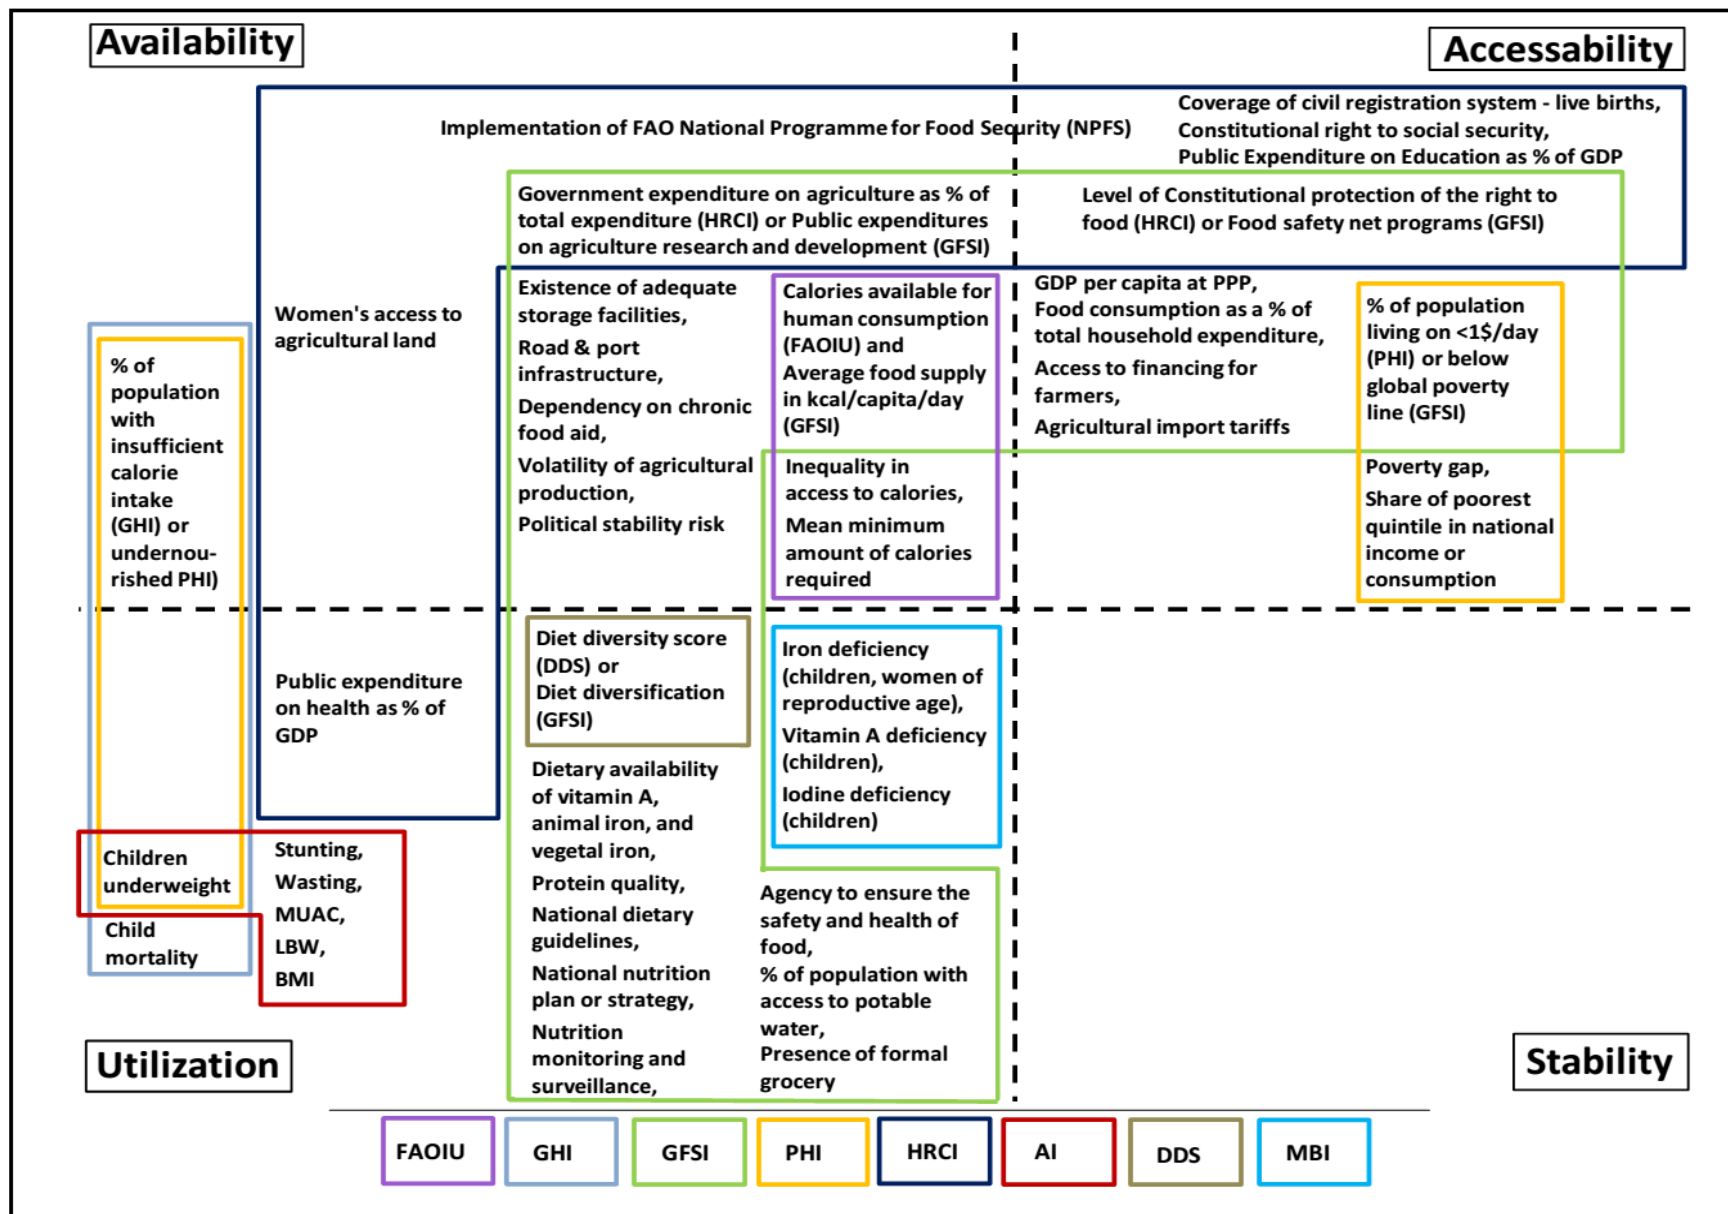 Availability
Accessability
Coverage of civil registration system - live births,
Constitutional right to social security,
Public Expenditure on Education as % of GDP
Implementation of FAO National Programme for Food Security (NPFS)
Government expenditure on agriculture as % of
total expenditure (HRCI) or Public expenditures
on agriculture research and development (GFSI)
Level of Constitutional protection of the right to
food (HRCI) or Food safety net programs (GFSI)
% of
population
with
insufficient
calorie
intake
(GHI) or
undernou-
rished PHI)
Women's access to
agricultural land
Existence of adequate
storage facilities,
Road & port
infrastructure,
Dependency on chronic
food aid,
Volatility of agricultural
production,
Political stability risk
Calories available for
human consumption
(FAOIU) and
Average food supply
in kcal/capita/day
(GFSI)
Inequality in
access to calories,
Mean minimum
amount of calories
required
GDP per capita at PPP,
Food consumption as a % of
total household expenditure,
Access to financing for
farmers,
Agricultural import tariffs
% of population
living on <1$/day
(PHI) or below
global poverty
line (GFSI)
Poverty gap,
Share of poorest
quintile in national
income or
consumption
Public expenditure
on health as % of
GDP
Diet diversity score
(DDS) or
Diet diversification
(GFSI)
Iron deficiency
(children, women of
reproductive age),
Vitamin A deficiency
(children),
Iodine deficiency
(children)
Dietary availability
of vitamin A,
animal iron, and
vegetal iron,
Protein quality,
National dietary
guidelines,
National nutrition
plan or strategy,
Nutrition
monitoring and
surveillance,
Agency to ensure the
safety and health of
food,
% of population with
access to potable
water,
Presence of formal
grocery
Children
underweight
Child
mortality
Stunting,
Wasting,
MUAC,
LBW,
BMI
Utilization
Stability
FAOIU
GHI
GFSI
PHI
HRCI
AI
DDS
MBI